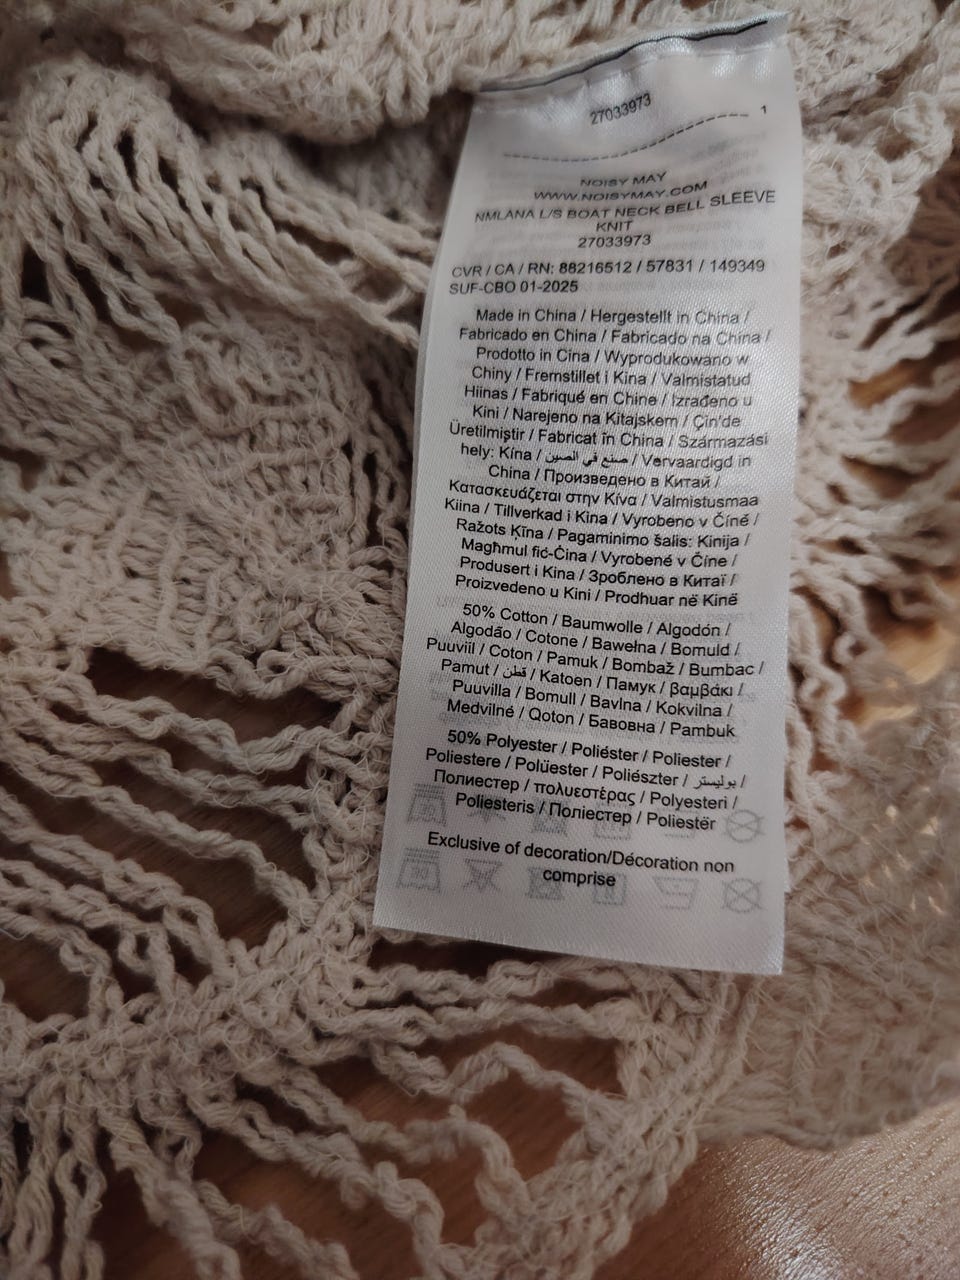 27033973
1
NOISY MAY
WWW.NOISYMAY.COM
NMLANA L/S BOAT NECK BELL SLEEVE
KNIT
27033973
CVR / CA / RN: 88216512 / 57831 / 149349
SUF-CBO 01-2025
Made in China / Hergestellt in China /
Fabricado en China / Fabricado na China /
Prodotto in Cina / Wyprodukowano w
Chiny / Fremstillet i Kina / Valmistatud
Hiinas / Fabriqué en Chine / Izrađeno u
Kini / Narejeno na Kitajskem / Çin'de
Üretilmiştir / Fabricat în China / Származási
hely: Kína / صنع في الصين / Vervaardigd in
China / Произведено в Китай /
Κατασκευάζεται στην Κίνα / Valmistusmaa
Kiina / Tillverkad i Kina / Vyrobeno v Číně /
Ražots Ķīna / Pagaminimo šalis: Kinija /
Magħmul fiċ-Ċina / Vyrobené v Číne /
Produsert i Kina / Зроблено в Китаї /
Proizvedeno u Kini / Prodhuar në Kinë
50% Cotton / Baumwolle / Algodón /
Algodão / Cotone / Bawełna / Bomuld /
Puuvill / Coton / Pamuk / Bombaž / Bumbac /
Pamut / قطن / Katoen / Памук / βαμβάκι /
Puuvilla / Bomull / Bavlna / Kokvilna /
Medvilnė / Qoton / Бавовна / Pambuk
50% Polyester / Poliéster / Poliester /
Poliestere / Polüester / Poliészter / بوليستر /
Полиестер / πολυεστέρας / Polyesteri /
Poliesteris / Поліестер / Poliestër
Exclusive of decoration/Décoration non
comprise